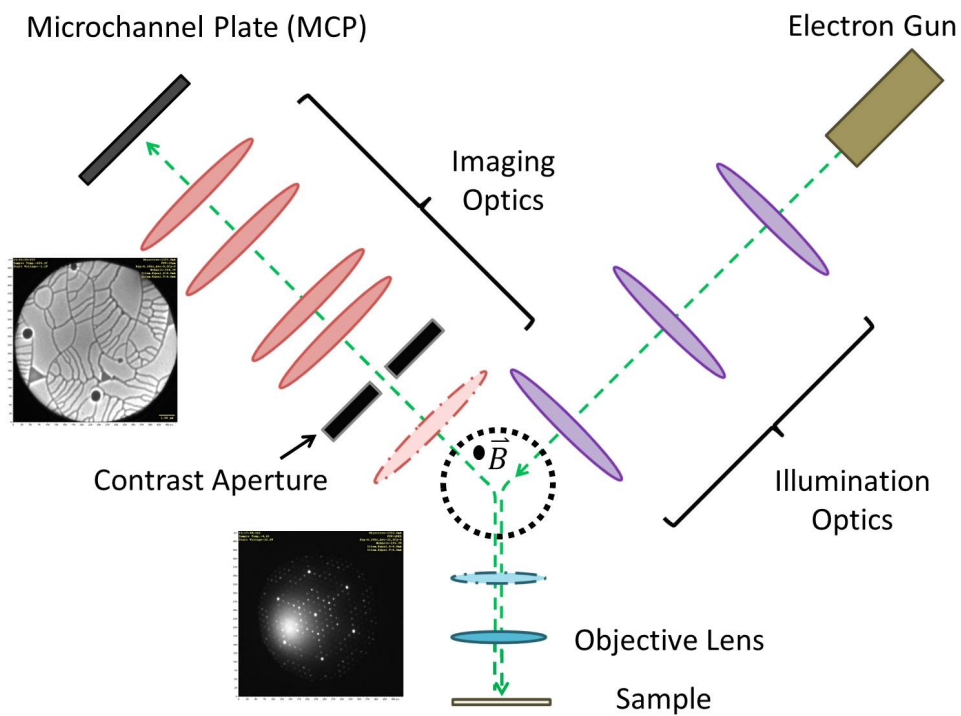 Microchannel Plate (MCP)
Electron Gun
Imaging
Optics
Contrast Aperture
B
Illumination
Optics
Objective Lens
Sample